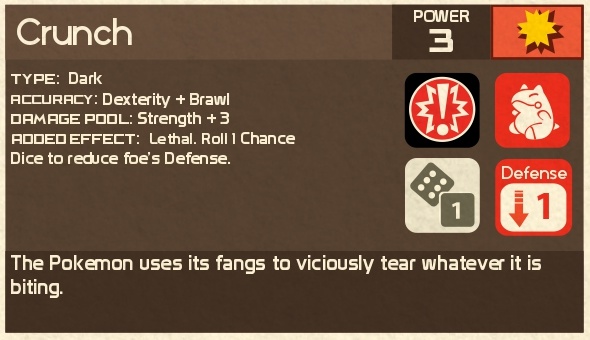 Crunch
POWER
3
TYPE: Dark
ACCURACY: Dexterity + Brawl
DAMAGE POOL: Strength + 3
ADDED EFFECT: Lethal. Roll 1 Chance
Dice to reduce foe's Defense.
1
Defense
1
The Pokemon uses its fangs to viciously tear whatever it is
biting.